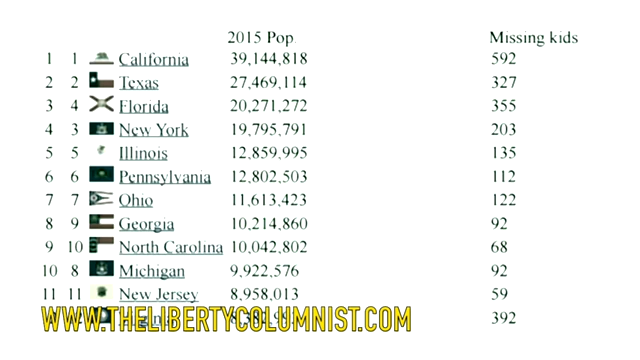 2015 Pop. Missing kids
1 1 California 39,144,818 592
2 2 Texas 27,469,114 327
3 4 Florida 20,271,272 355
4 3 New York 19,795,791 203
5 5 Illinois 12,859,995 135
6 6 Pennsylvania 12,802,503 112
7 7 Ohio 11,613,423 122
8 9 Georgia 10,214,860 92
9 10 North Carolina 10,042,802 68
10 8 Michigan 9,922,576 92
11 11 New Jersey 8,958,013 59
392
WWW.THELIBERTYCOLUMNIST.COM